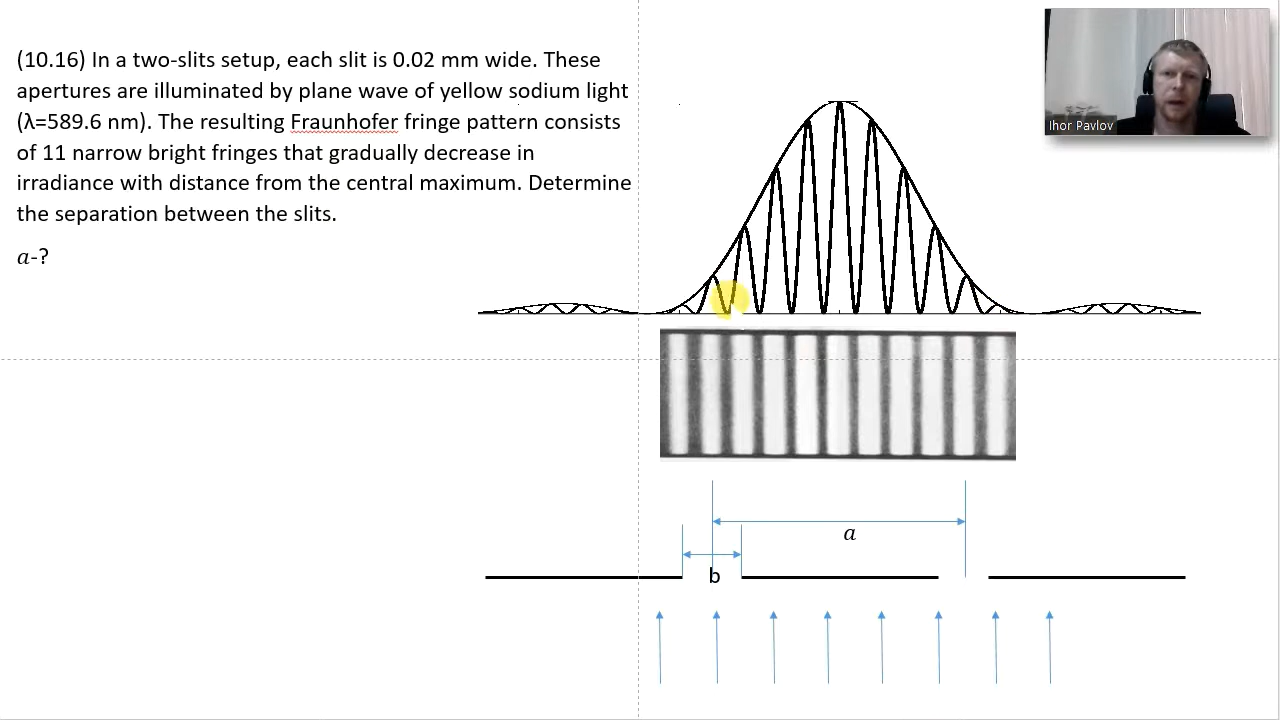 (10.16) In a two-slits setup, each slit is 0.02 mm wide. These
apertures are illuminated by plane wave of yellow sodium light
(λ=589.6 nm). The resulting Fraunhofer fringe pattern consists
of 11 narrow bright fringes that gradually decrease in
irradiance with distance from the central maximum. Determine
the separation between the slits.
a-?
Ihor Pavlov
a
b